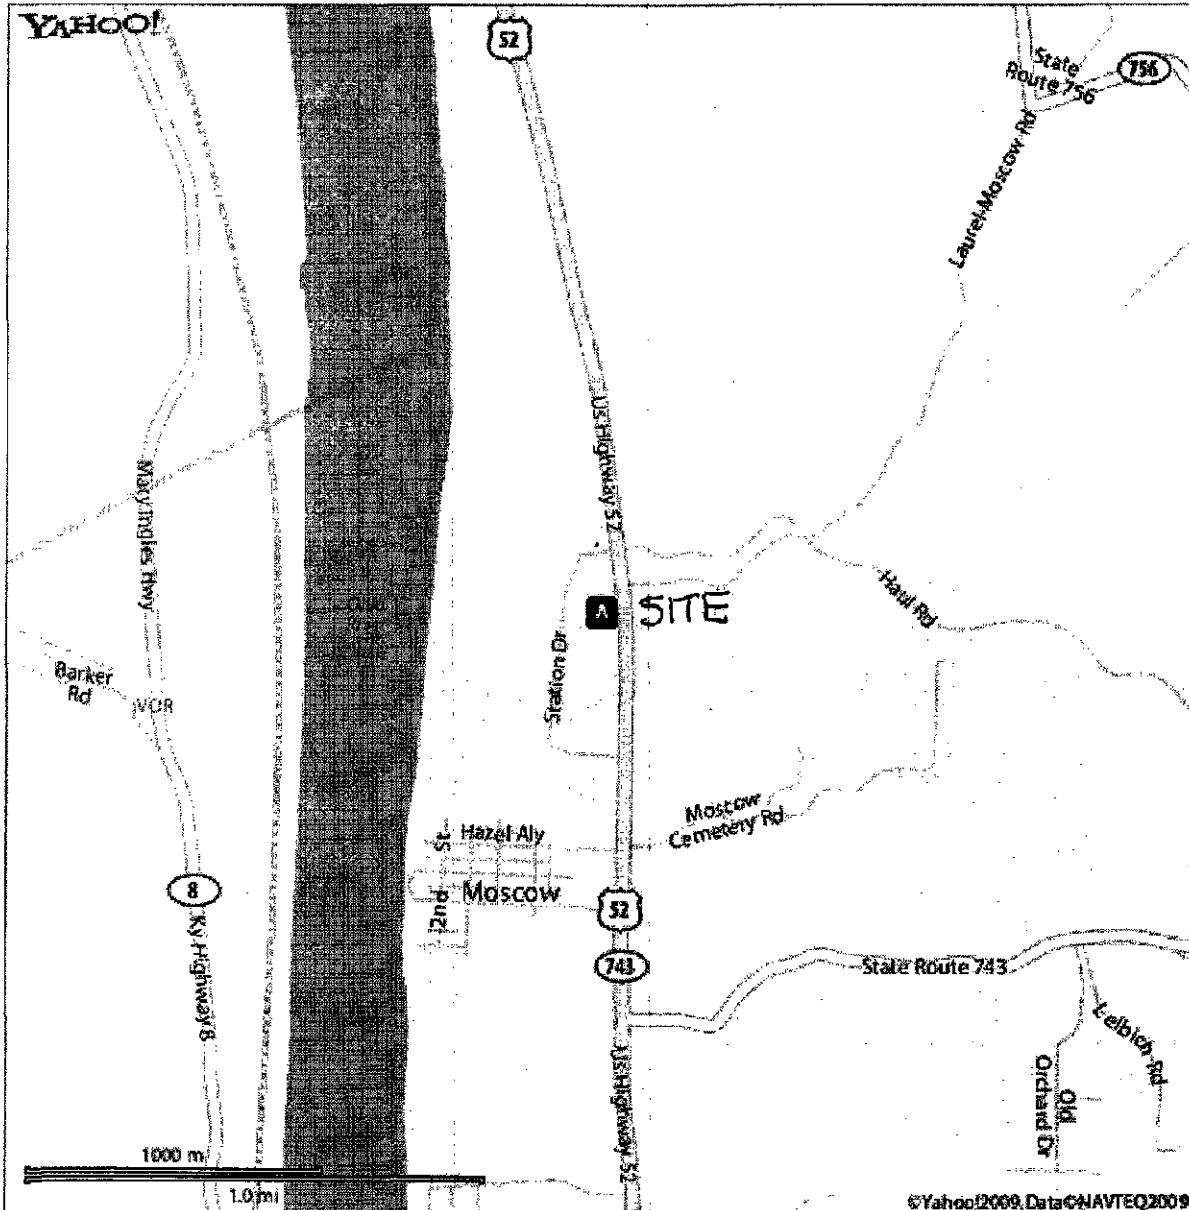 YAHOO!
52
State
Route 756
756
Laurel-Moscow Rd
US Highway 52
Mary Ingles Hwy
Haul Rd
A SITE
Station Dr
Barker
Rd
IVOR
Moscow
Cemetery Rd
Hazel Aly
2nd St
Moscow
8
52
743
State Route 743
Ky Highway 8
US Highway 52
Leibich Rd
Old
Orchard Dr
1000 m
1.0 mi
©Yahoo!2009, Data©NAVTEQ2009